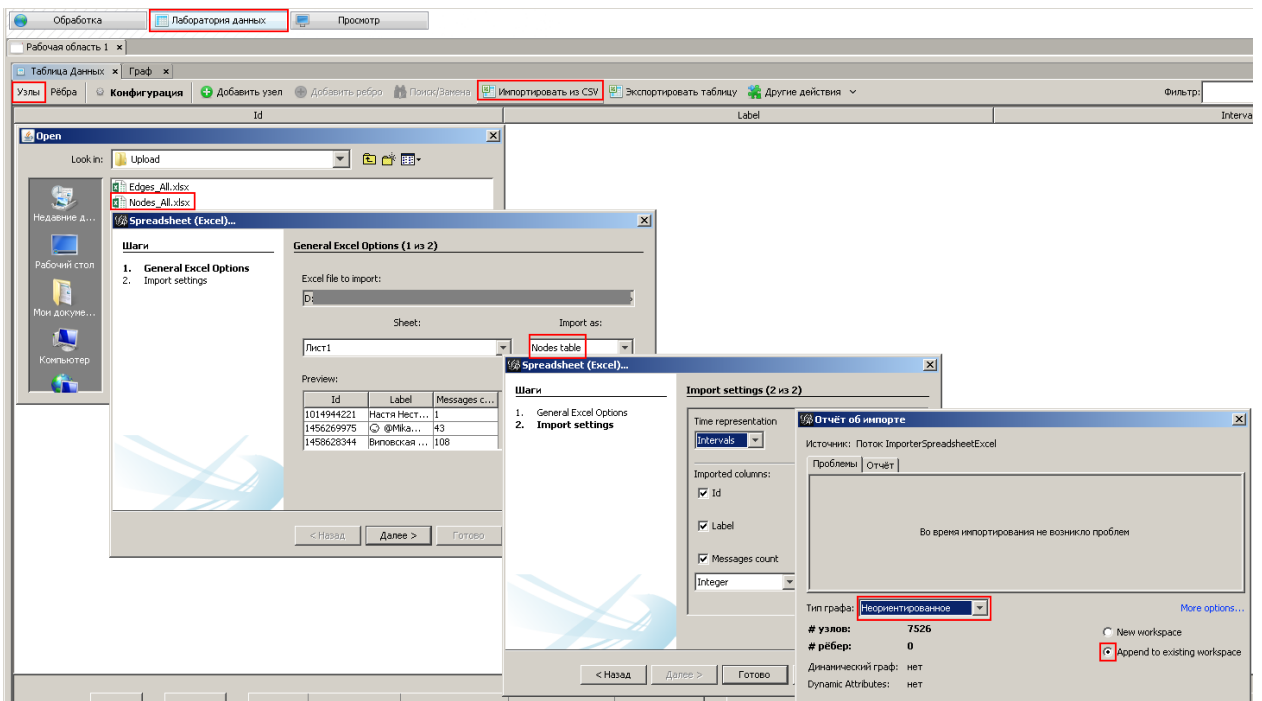 Обработка Лаборатория данных Просмотр
Рабочая область 1 x
Таблица Данных x Граф x
Узлы Рёбра Конфигурация Добавить узел Добавить ребро Поиск/Замена Импортировать из CSV Экспортировать таблицу Другие действия Фильтр:
Id Label Interva
Open
Look in: Upload
Edges_All.xlsx
Nodes_All.xlsx
Недавние д...
Рабочий стол
Мои докуме...
Компьютер
Spreadsheet (Excel)...
Шаги
1. General Excel Options
2. Import settings
General Excel Options (1 из 2)
Excel file to import:
D:
Sheet: Import as:
Лист1 Nodes table
Preview:
Id Label Messages c...
1014944221 Настя Нест... 1
1456269975 ☺ @Mika... 43
1458628344 Виповская ... 108
< Назад Далее > Готово
Spreadsheet (Excel)...
Шаги
1. General Excel Options
2. Import settings
Import settings (2 из 2)
Time representation
Intervals
Imported columns:
Id
Label
Messages count
Integer
< Назад Далее > Готово
Отчёт об импорте
Источник: Поток ImporterSpreadsheetExcel
Проблемы Отчёт
Во время импортирования не возникло проблем
Тип графа: Неориентированное More options...
# узлов: 7526
# рёбер: 0
New workspace
Append to existing workspace
Динамический граф: нет
Dynamic Attributes: нет